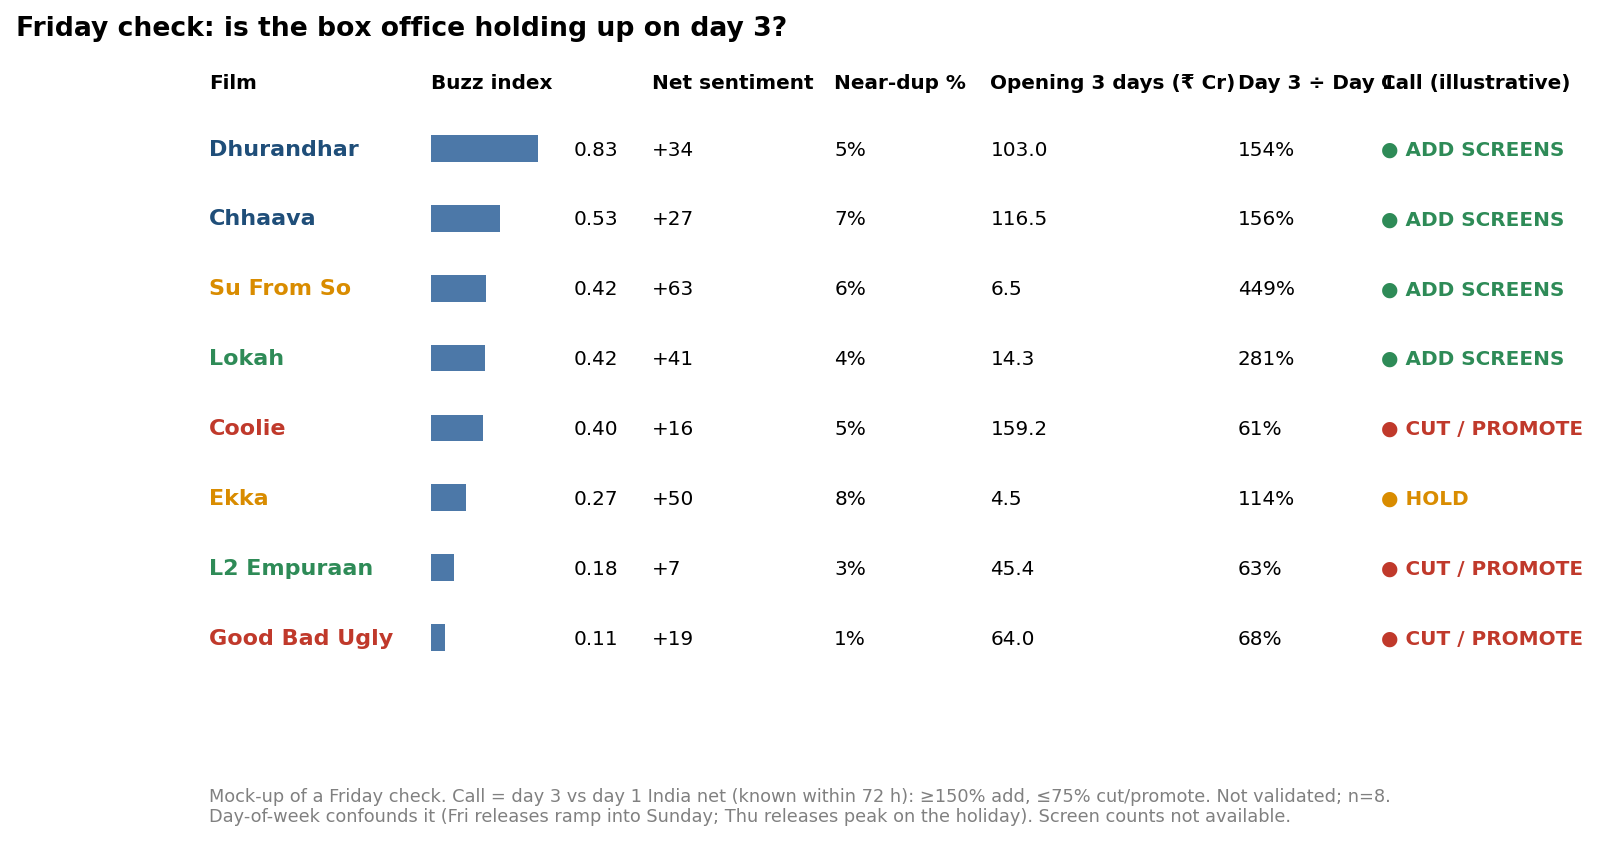 Friday check: is the box office holding up on day 3?
Film Buzz index Net sentiment Near-dup % Opening 3 days (₹ Cr) Day 3 ÷ Day Call (illustrative)
Dhurandhar 0.83 +34 5% 103.0 154% ● ADD SCREENS
Chhaava 0.53 +27 7% 116.5 156% ● ADD SCREENS
Su From So 0.42 +63 6% 6.5 449% ● ADD SCREENS
Lokah 0.42 +41 4% 14.3 281% ● ADD SCREENS
Coolie 0.40 +16 5% 159.2 61% ● CUT / PROMOTE
Ekka 0.27 +50 8% 4.5 114% ● HOLD
L2 Empuraan 0.18 +7 3% 45.4 63% ● CUT / PROMOTE
Good Bad Ugly 0.11 +19 1% 64.0 68% ● CUT / PROMOTE
Mock-up of a Friday check. Call = day 3 vs day 1 India net (known within 72 h): ≥150% add, ≤75% cut/promote. Not validated; n=8.
Day-of-week confounds it (Fri releases ramp into Sunday; Thu releases peak on the holiday). Screen counts not available.